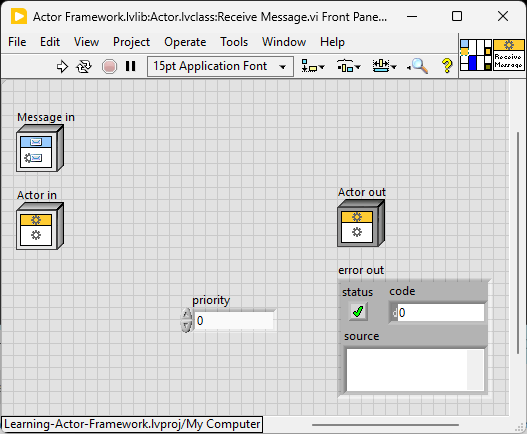 Actor Framework.lvlib:Actor.lvclass:Receive Message.vi Front Pane...
File Edit View Project Operate Tools Window Help
15pt Application Font
?
Receive
Message
Message in
Actor in
Actor out
error out
status code
0
source
priority
0
Learning-Actor-Framework.lvproj/My Computer